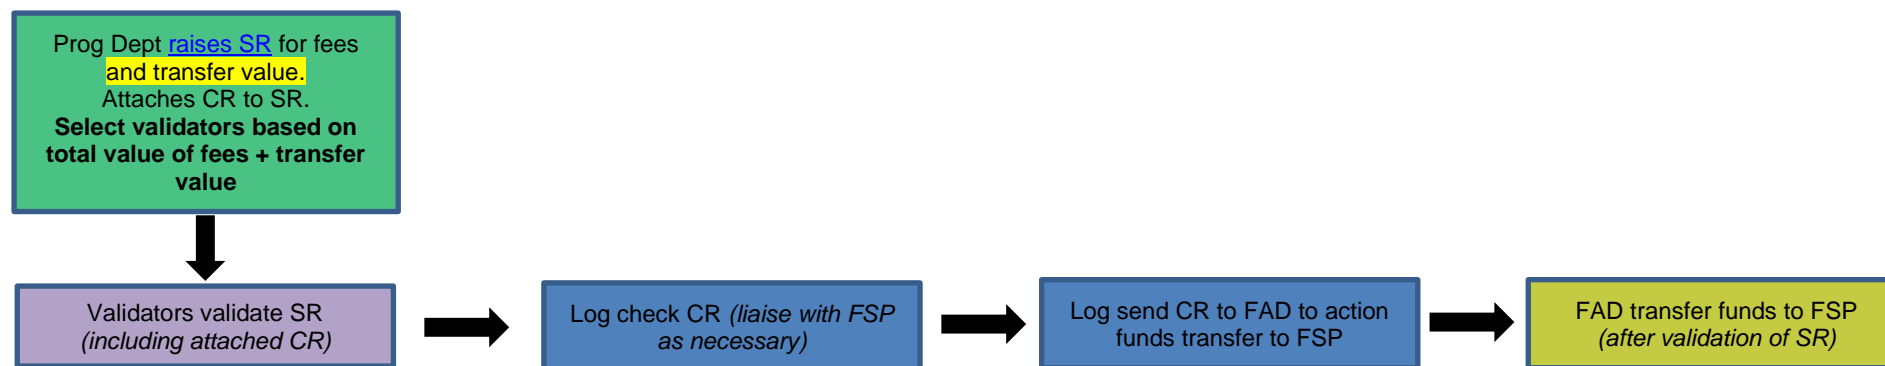 Prog Dept raises SR for fees
and transfer value.
Attaches CR to SR.
Select validators based on
total value of fees + transfer
value
Validators validate SR
(including attached CR)
Log check CR (liaise with FSP
as necessary)
Log send CR to FAD to action
funds transfer to FSP
FAD transfer funds to FSP
(after validation of SR)